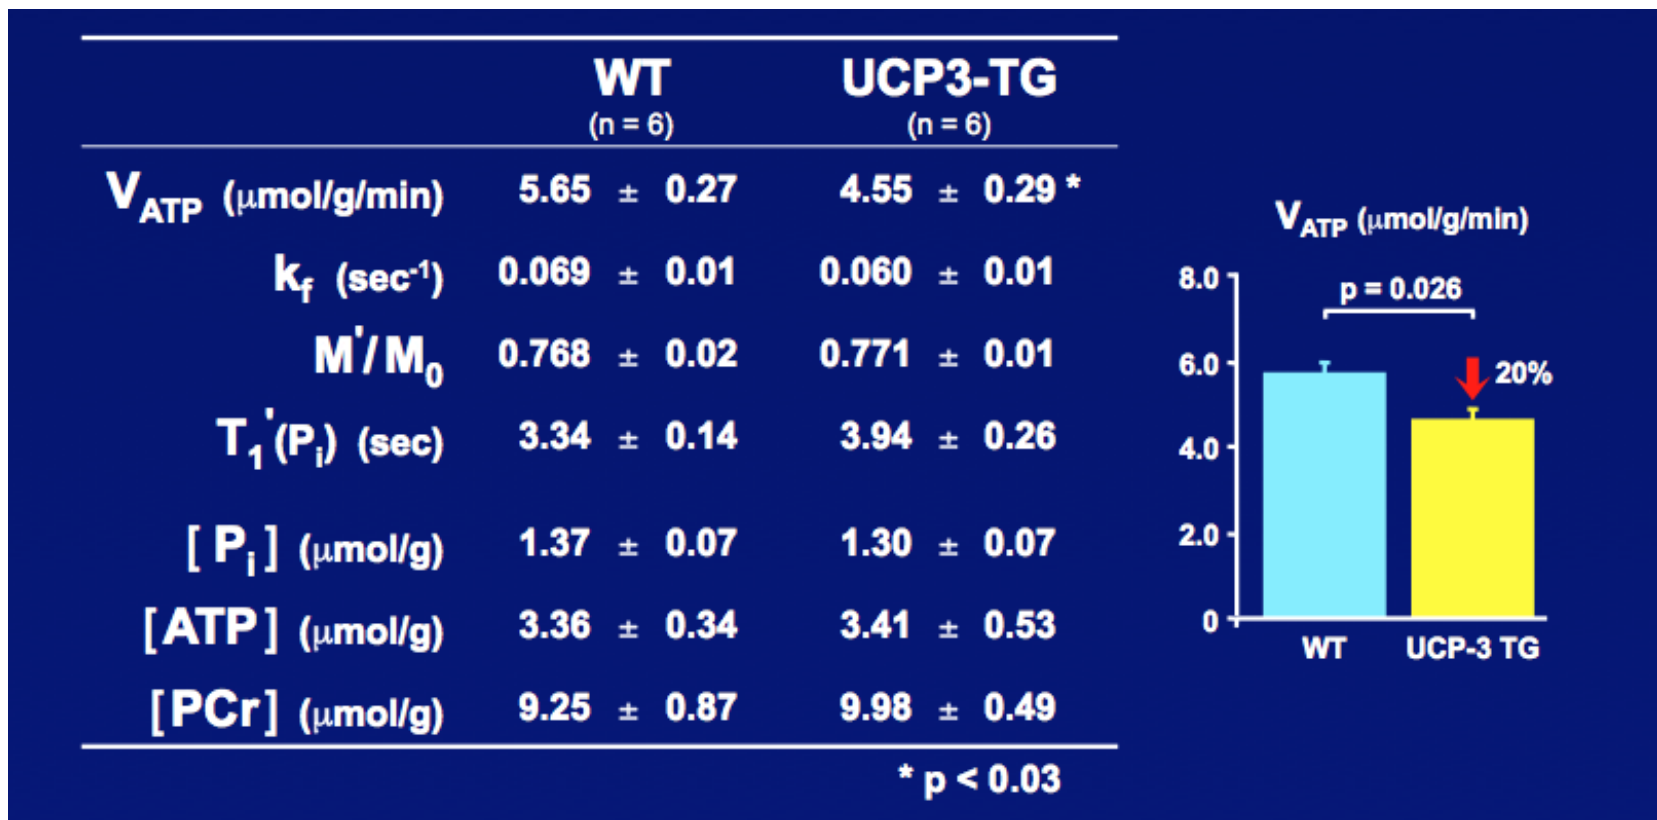 WT UCP3-TG
(n = 6) (n = 6)
V_ATP (μmol/g/min) 5.65 ± 0.27 4.55 ± 0.29 *
k_f (sec⁻¹) 0.069 ± 0.01 0.060 ± 0.01
M'/M₀ 0.768 ± 0.02 0.771 ± 0.01
T₁'(P_i) (sec) 3.34 ± 0.14 3.94 ± 0.26
[P_i] (μmol/g) 1.37 ± 0.07 1.30 ± 0.07
[ATP] (μmol/g) 3.36 ± 0.34 3.41 ± 0.53
[PCr] (μmol/g) 9.25 ± 0.87 9.98 ± 0.49
* p < 0.03
V_ATP (μmol/g/min)
8.0
p = 0.026
6.0
20%
4.0
2.0
0
WT UCP-3 TG